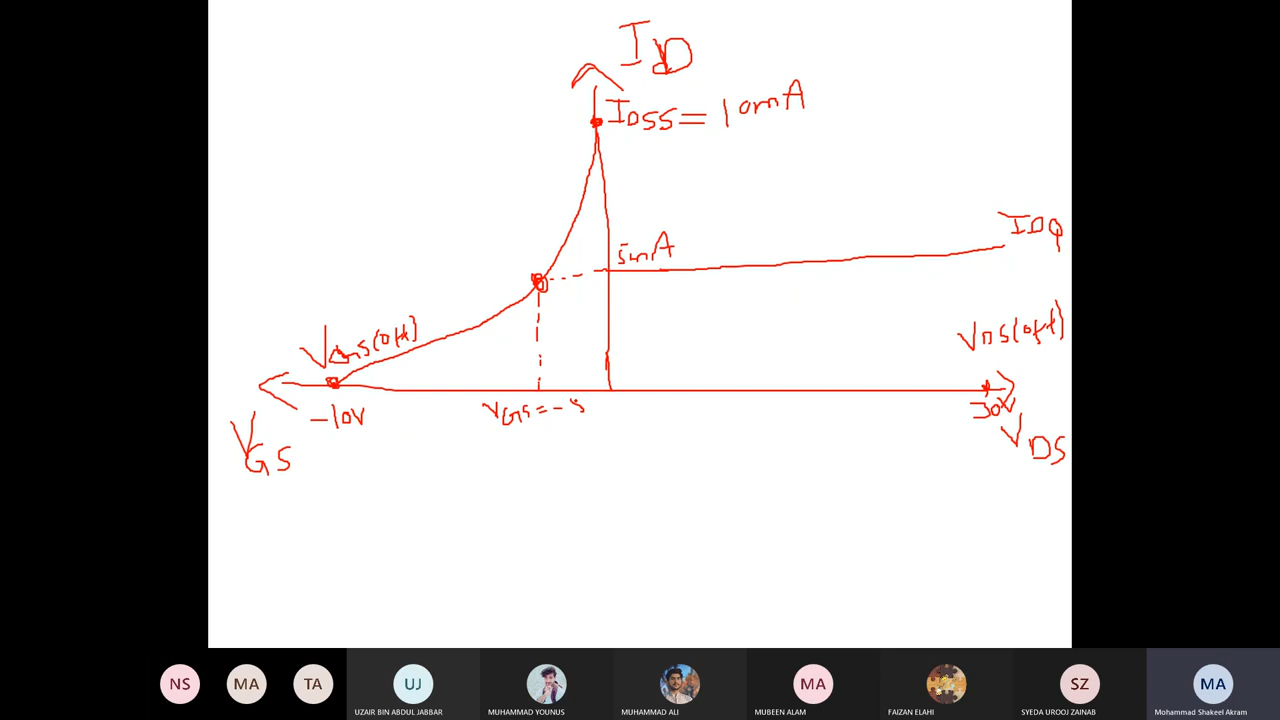 ID
IDSS = 10mA
5mA
IDQ
VGS(off)
VDS(off)
-10V
VGS = -5
30V
VGS
VDS
NS
MA
TA
UJ
MA
SZ
MA
UZAIR BIN ABDUL JABBAR
MUHAMMAD YOUNUS
MUHAMMAD ALI
MUBEEN ALAM
FAIZAN ELAHI
SYEDA UROOJ ZAINAB
Mohammad Shakeel Akram